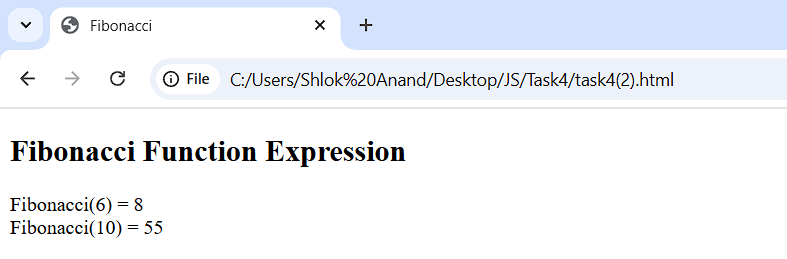 Fibonacci
File C:/Users/Shlok%20Anand/Desktop/JS/Task4/task4(2).html
Fibonacci Function Expression
Fibonacci(6) = 8
Fibonacci(10) = 55